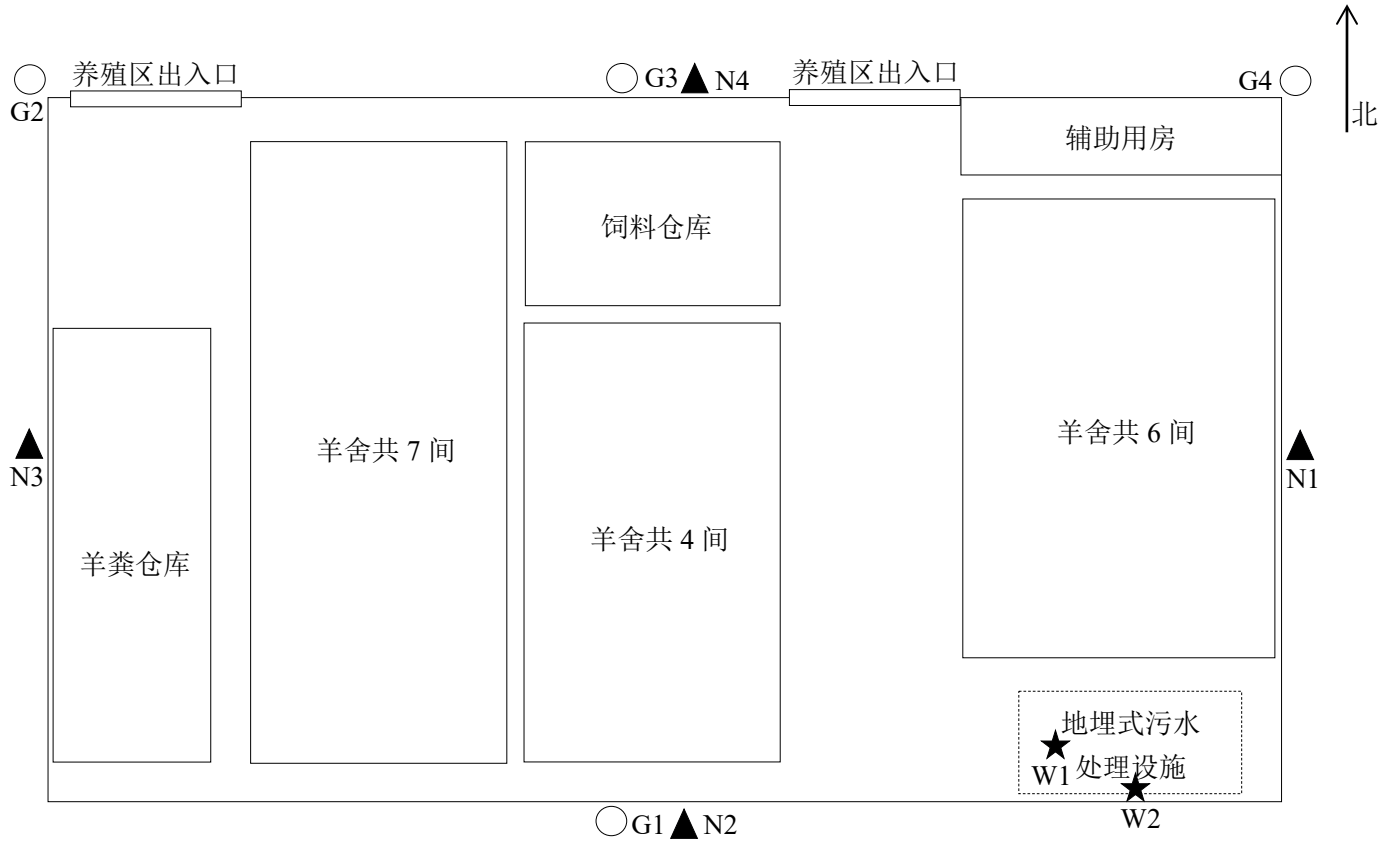 养殖区出入口
G3
N4
养殖区出入口
G4
G2
北
辅助用房
饲料仓库
羊舍共 7 间
羊舍共 6 间
N3
N1
羊舍共 4 间
羊粪仓库
地埋式污水
处理设施
W1
W2
G1
N2